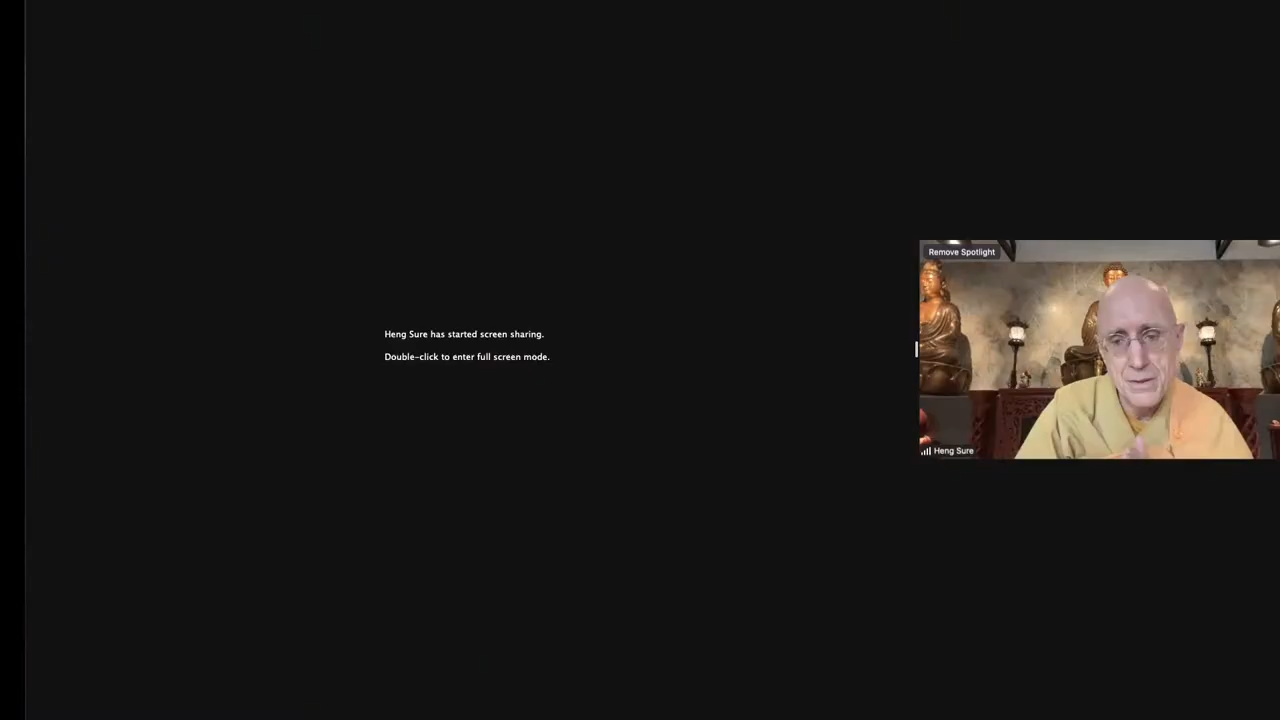 Heng Sure has started screen sharing.
Double-click to enter full screen mode.
Remove Spotlight
Heng Sure